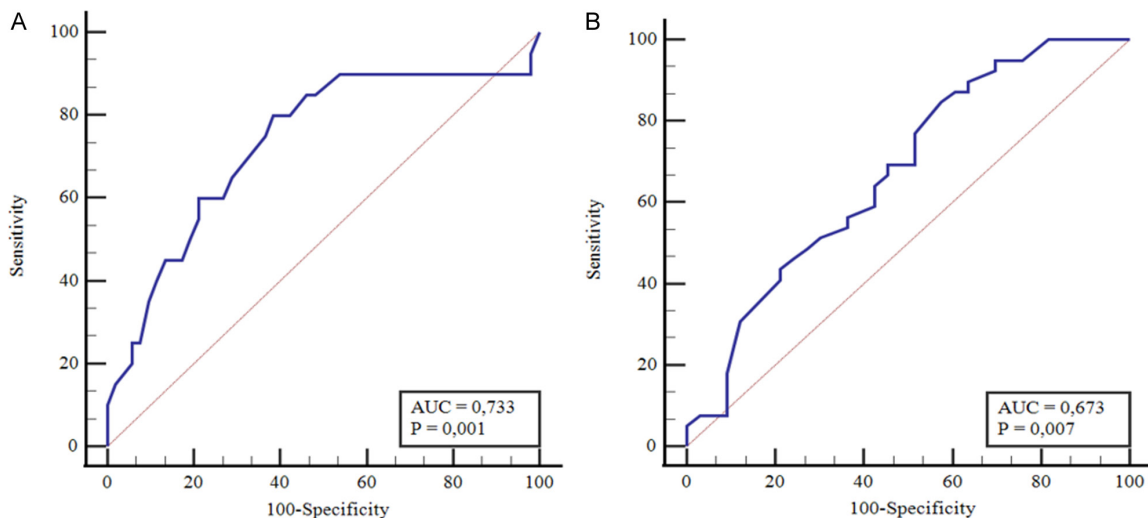 A
100
80
60
40
20
0
Sensitivity
AUC = 0,733
P = 0,001
0 20 40 60 80 100
100-Specificity
B
100
80
60
40
20
0
Sensitivity
AUC = 0,673
P = 0,007
0 20 40 60 80 100
100-Specificity